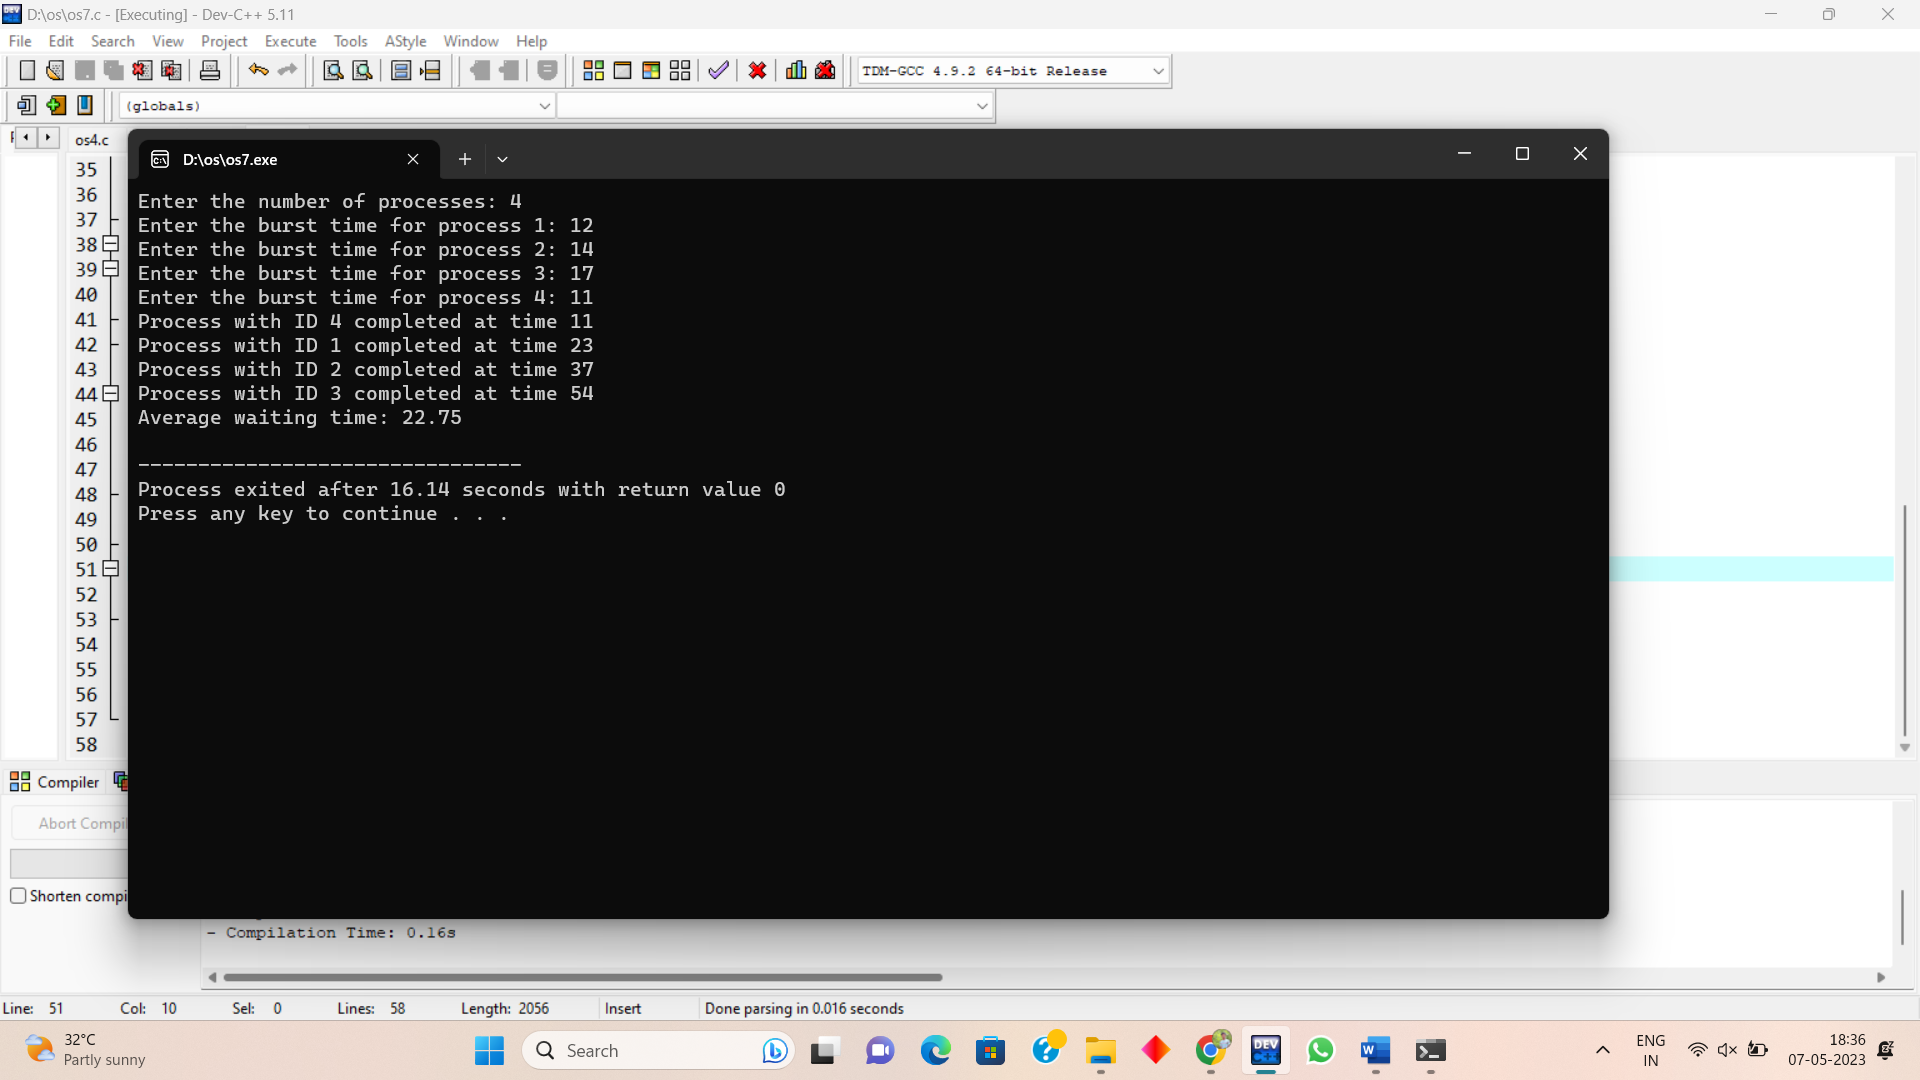 D:\os\os7.c - [Executing] - Dev-C++ 5.11
File Edit Search View Project Execute Tools AStyle Window Help
TDM-GCC 4.9.2 64-bit Release
(globals)
os4.c
D:\os\os7.exe
Enter the number of processes: 4
Enter the burst time for process 1: 12
Enter the burst time for process 2: 14
Enter the burst time for process 3: 17
Enter the burst time for process 4: 11
Process with ID 4 completed at time 11
Process with ID 1 completed at time 23
Process with ID 2 completed at time 37
Process with ID 3 completed at time 54
Average waiting time: 22.75
--------------------------------
Process exited after 16.14 seconds with return value 0
Press any key to continue . . .
35
36
37
38
39
40
41
42
43
44
45
46
47
48
49
50
51
52
53
54
55
56
57
58
Compiler
Abort Compil
Shorten compi
- Compilation Time: 0.16s
Line: 51 Col: 10 Sel: 0 Lines: 58 Length: 2056 Insert Done parsing in 0.016 seconds
32°C
Partly sunny
Search
DEV C++
ENG
IN
18:36
07-05-2023